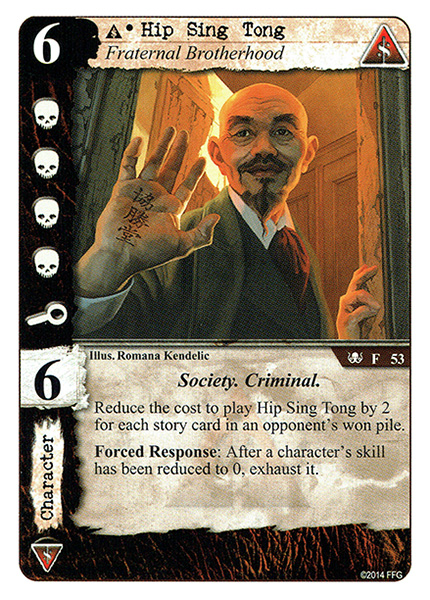 6
• Hip Sing Tong
Fraternal Brotherhood
協
勝
堂
Illus. Romana Kendelic
F 53
6
Society. Criminal.
Reduce the cost to play Hip Sing Tong by 2
for each story card in an opponent's won pile.
Forced Response: After a character's skill
has been reduced to 0, exhaust it.
Character
©2014 FFG